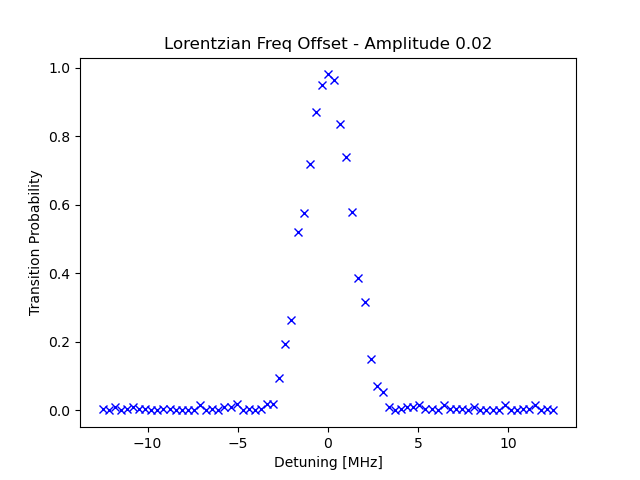 Lorentzian Freq Offset - Amplitude 0.02
Transition Probability
1.0
0.8
0.6
0.4
0.2
0.0
−10 −5 0 5 10
Detuning [MHz]